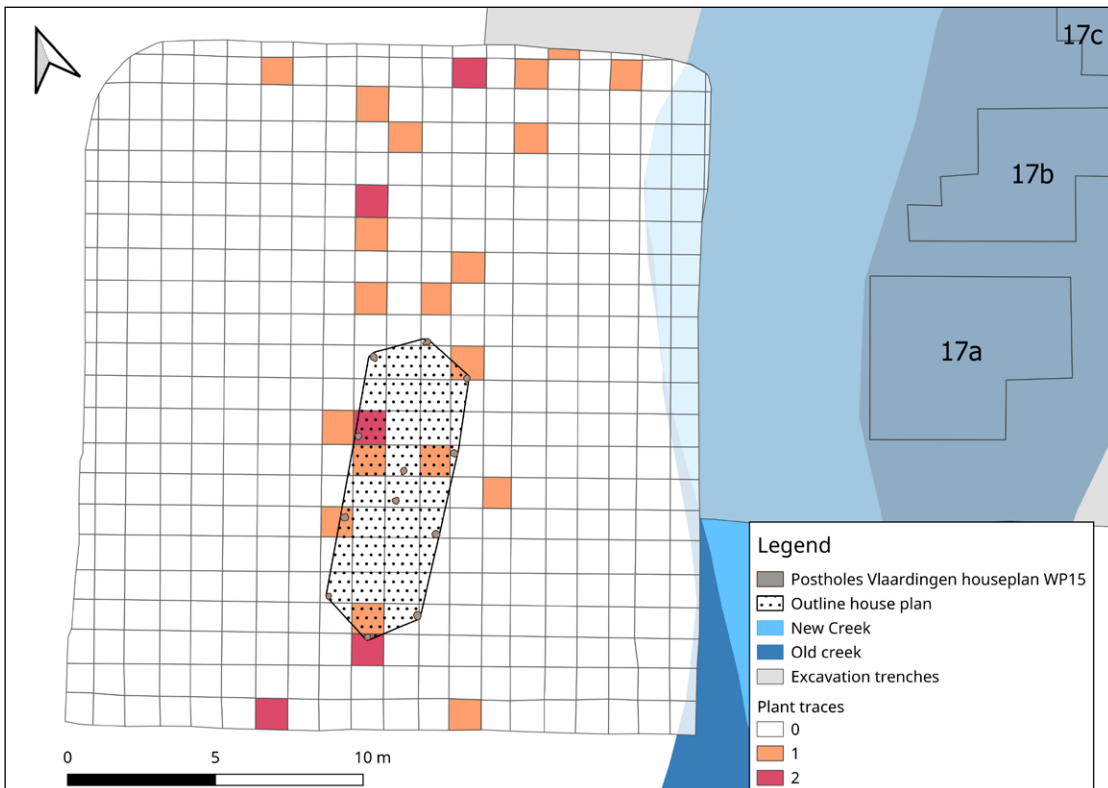 17c
17b
17a
Legend
Postholes Vlaardingen houseplan WP15
Outline house plan
New Creek
Old creek
Excavation trenches
Plant traces
0
1
2
0 5 10 m